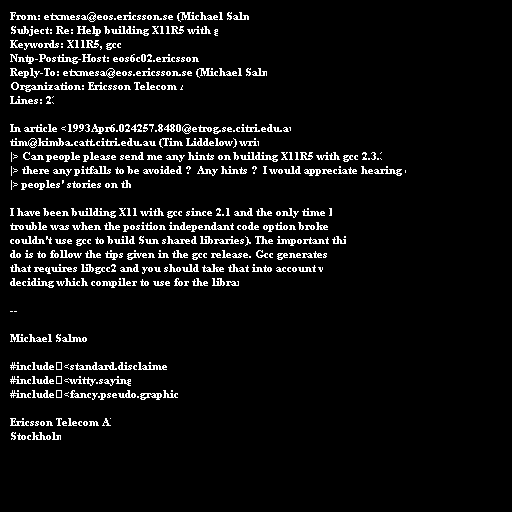 From: etxmesa@eos.ericsson.se (Michael Saln
Subject: Re: Help building X11R5 with g
Keywords: X11R5, gcc
Nntp-Posting-Host: eos6c02.ericsson
Reply-To: etxmesa@eos.ericsson.se (Michael Saln
Organization: Ericsson Telecom
Lines: 2

In article <1993Apr6.024257.8480@etrog.se.citri.edu.au
tim@kimba.catt.citri.edu.au (Tim Liddelow) wri
|> Can people please send me any hints on building X11R5 with gcc 2.3.
|> there any pitfalls to be avoided ?  Any hints ?  I would appreciate hearing
|> peoples' stories on th

I have been building X11 with gcc since 2.1 and the only time I
trouble was when the position independant code option broke
couldn't use gcc to build Sun shared libraries). The important thi
do is to follow the tips given in the gcc release. Gcc generates
that requires libgcc2 and you should take that into account v
deciding which compiler to use for the librar

--

Michael Salmo

#include <standard.disclaime
#include <witty.saying
#include <fancy.pseudo.graphic

Ericsson Telecom A
Stockholm